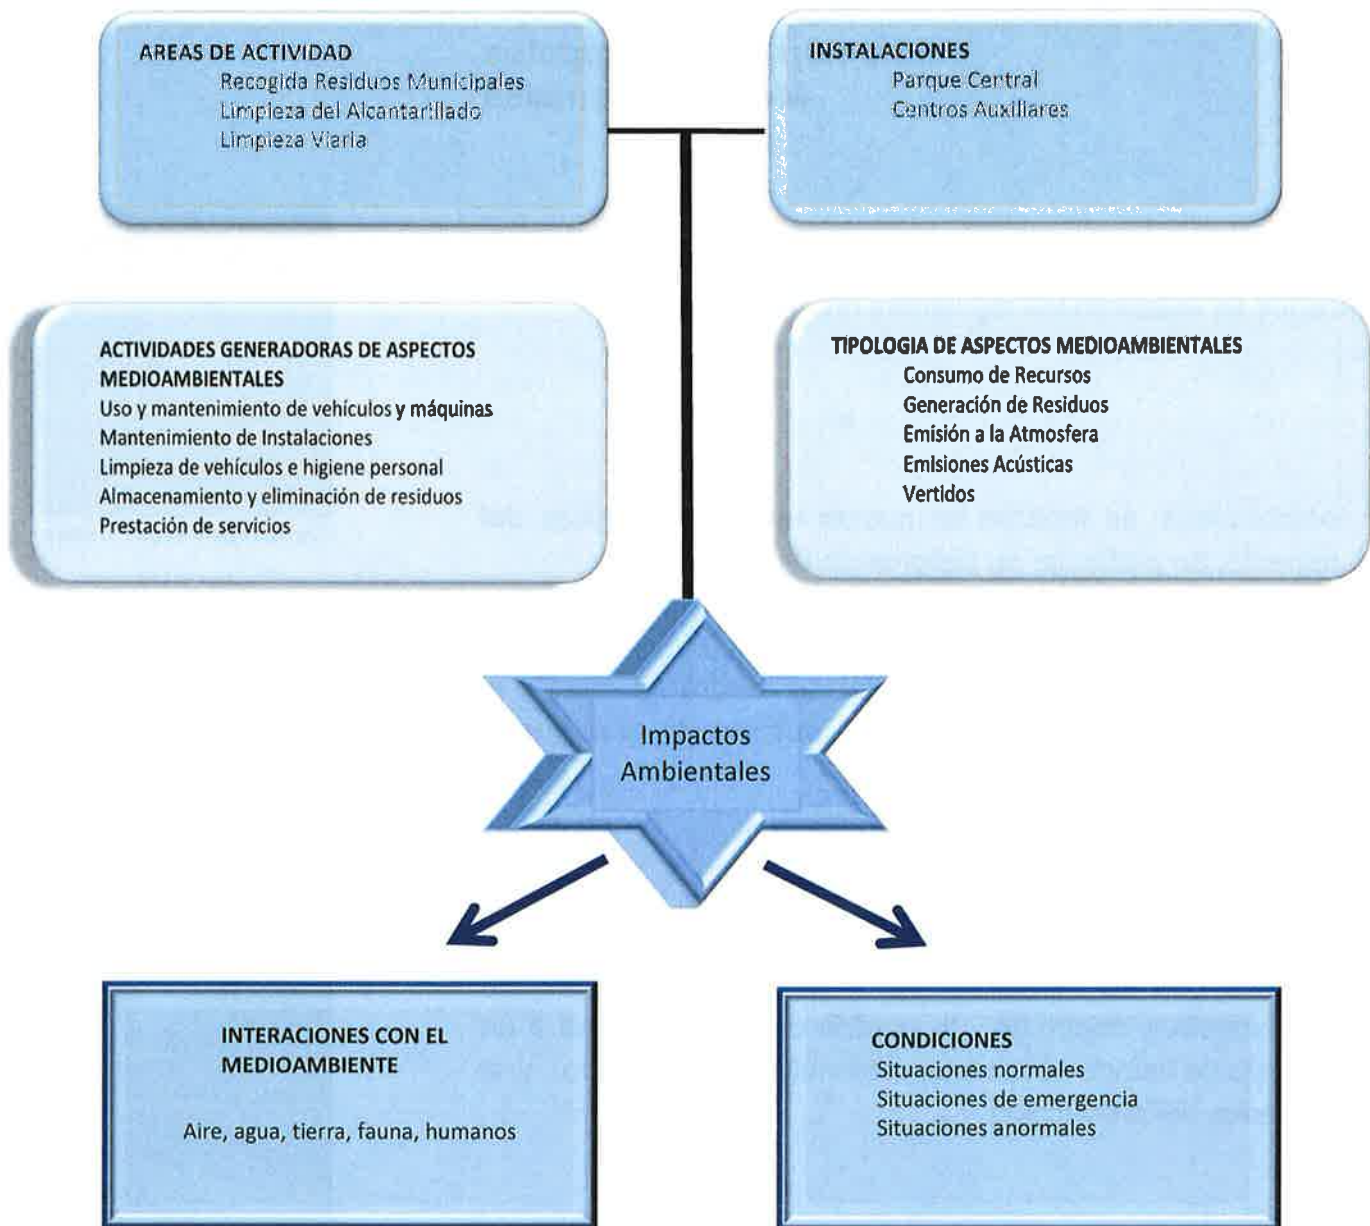 AREAS DE ACTIVIDAD
Recogida Residuos Municipales
Limpieza del Alcantarillado
Limpieza Viaria
INSTALACIONES
Parque Central
Centros Auxiliares
ACTIVIDADES GENERADORAS DE ASPECTOS
MEDIOAMBIENTALES
Uso y mantenimiento de vehículos y máquinas
Mantenimiento de Instalaciones
Limpieza de vehículos e higiene personal
Almacenamiento y eliminación de residuos
Prestación de servicios
TIPOLOGIA DE ASPECTOS MEDIOAMBIENTALES
Consumo de Recursos
Generación de Residuos
Emisión a la Atmosfera
Emisiones Acústicas
Vertidos
Impactos
Ambientales
INTERACIONES CON EL
MEDIOAMBIENTE
Aire, agua, tierra, fauna, humanos
CONDICIONES
Situaciones normales
Situaciones de emergencia
Situaciones anormales